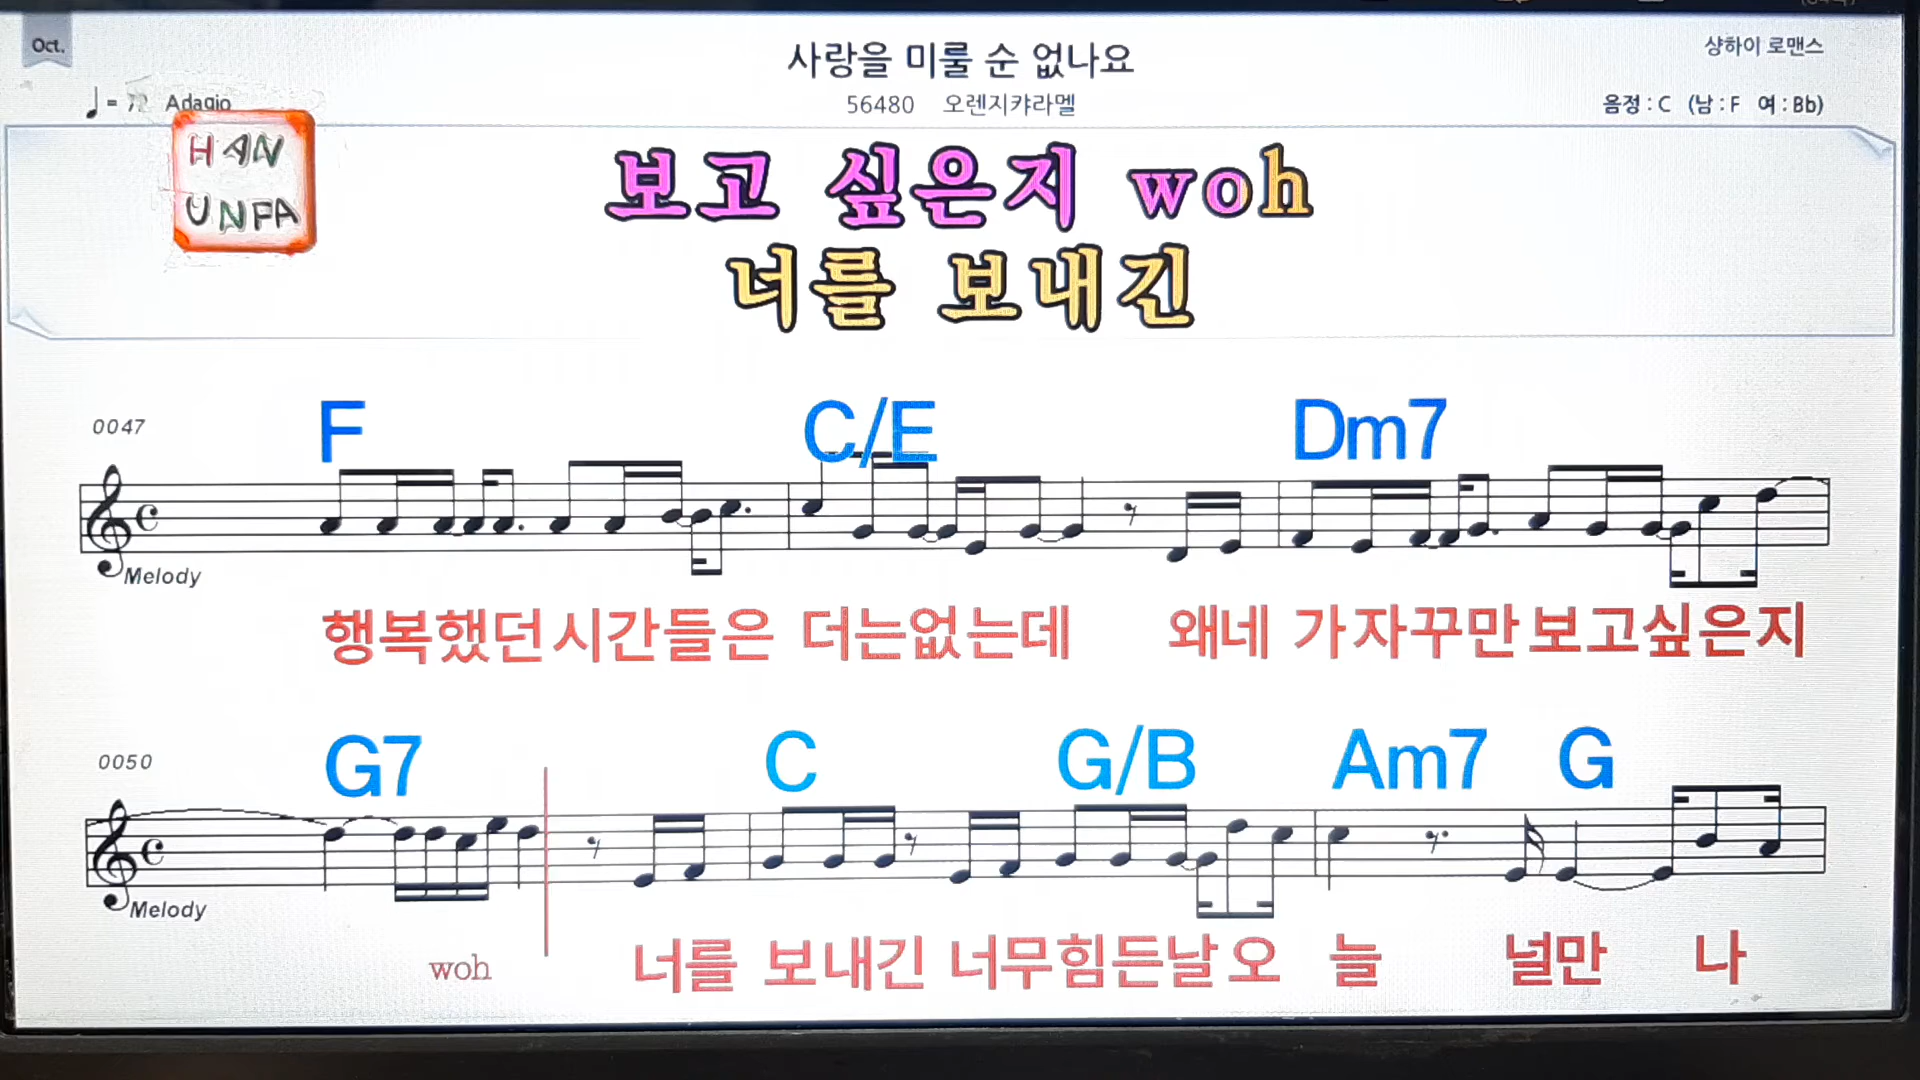 Oct.
사랑을 미룰 순 없나요
샹하이 로맨스
Adagio
56480 오렌지캬라멜
음정 : C (남 : F 여 : Bb)
HAN
UNPA
보고 싶은지 woh
너를 보내긴
0047
F C/E Dm7
Melody
행복했던시간들은 더는없는데 왜네 가자꾸만보고싶은지
0050
G7 C G/B Am7 G
Melody
woh 너를 보내긴 너무힘든날오 늘 널만 나